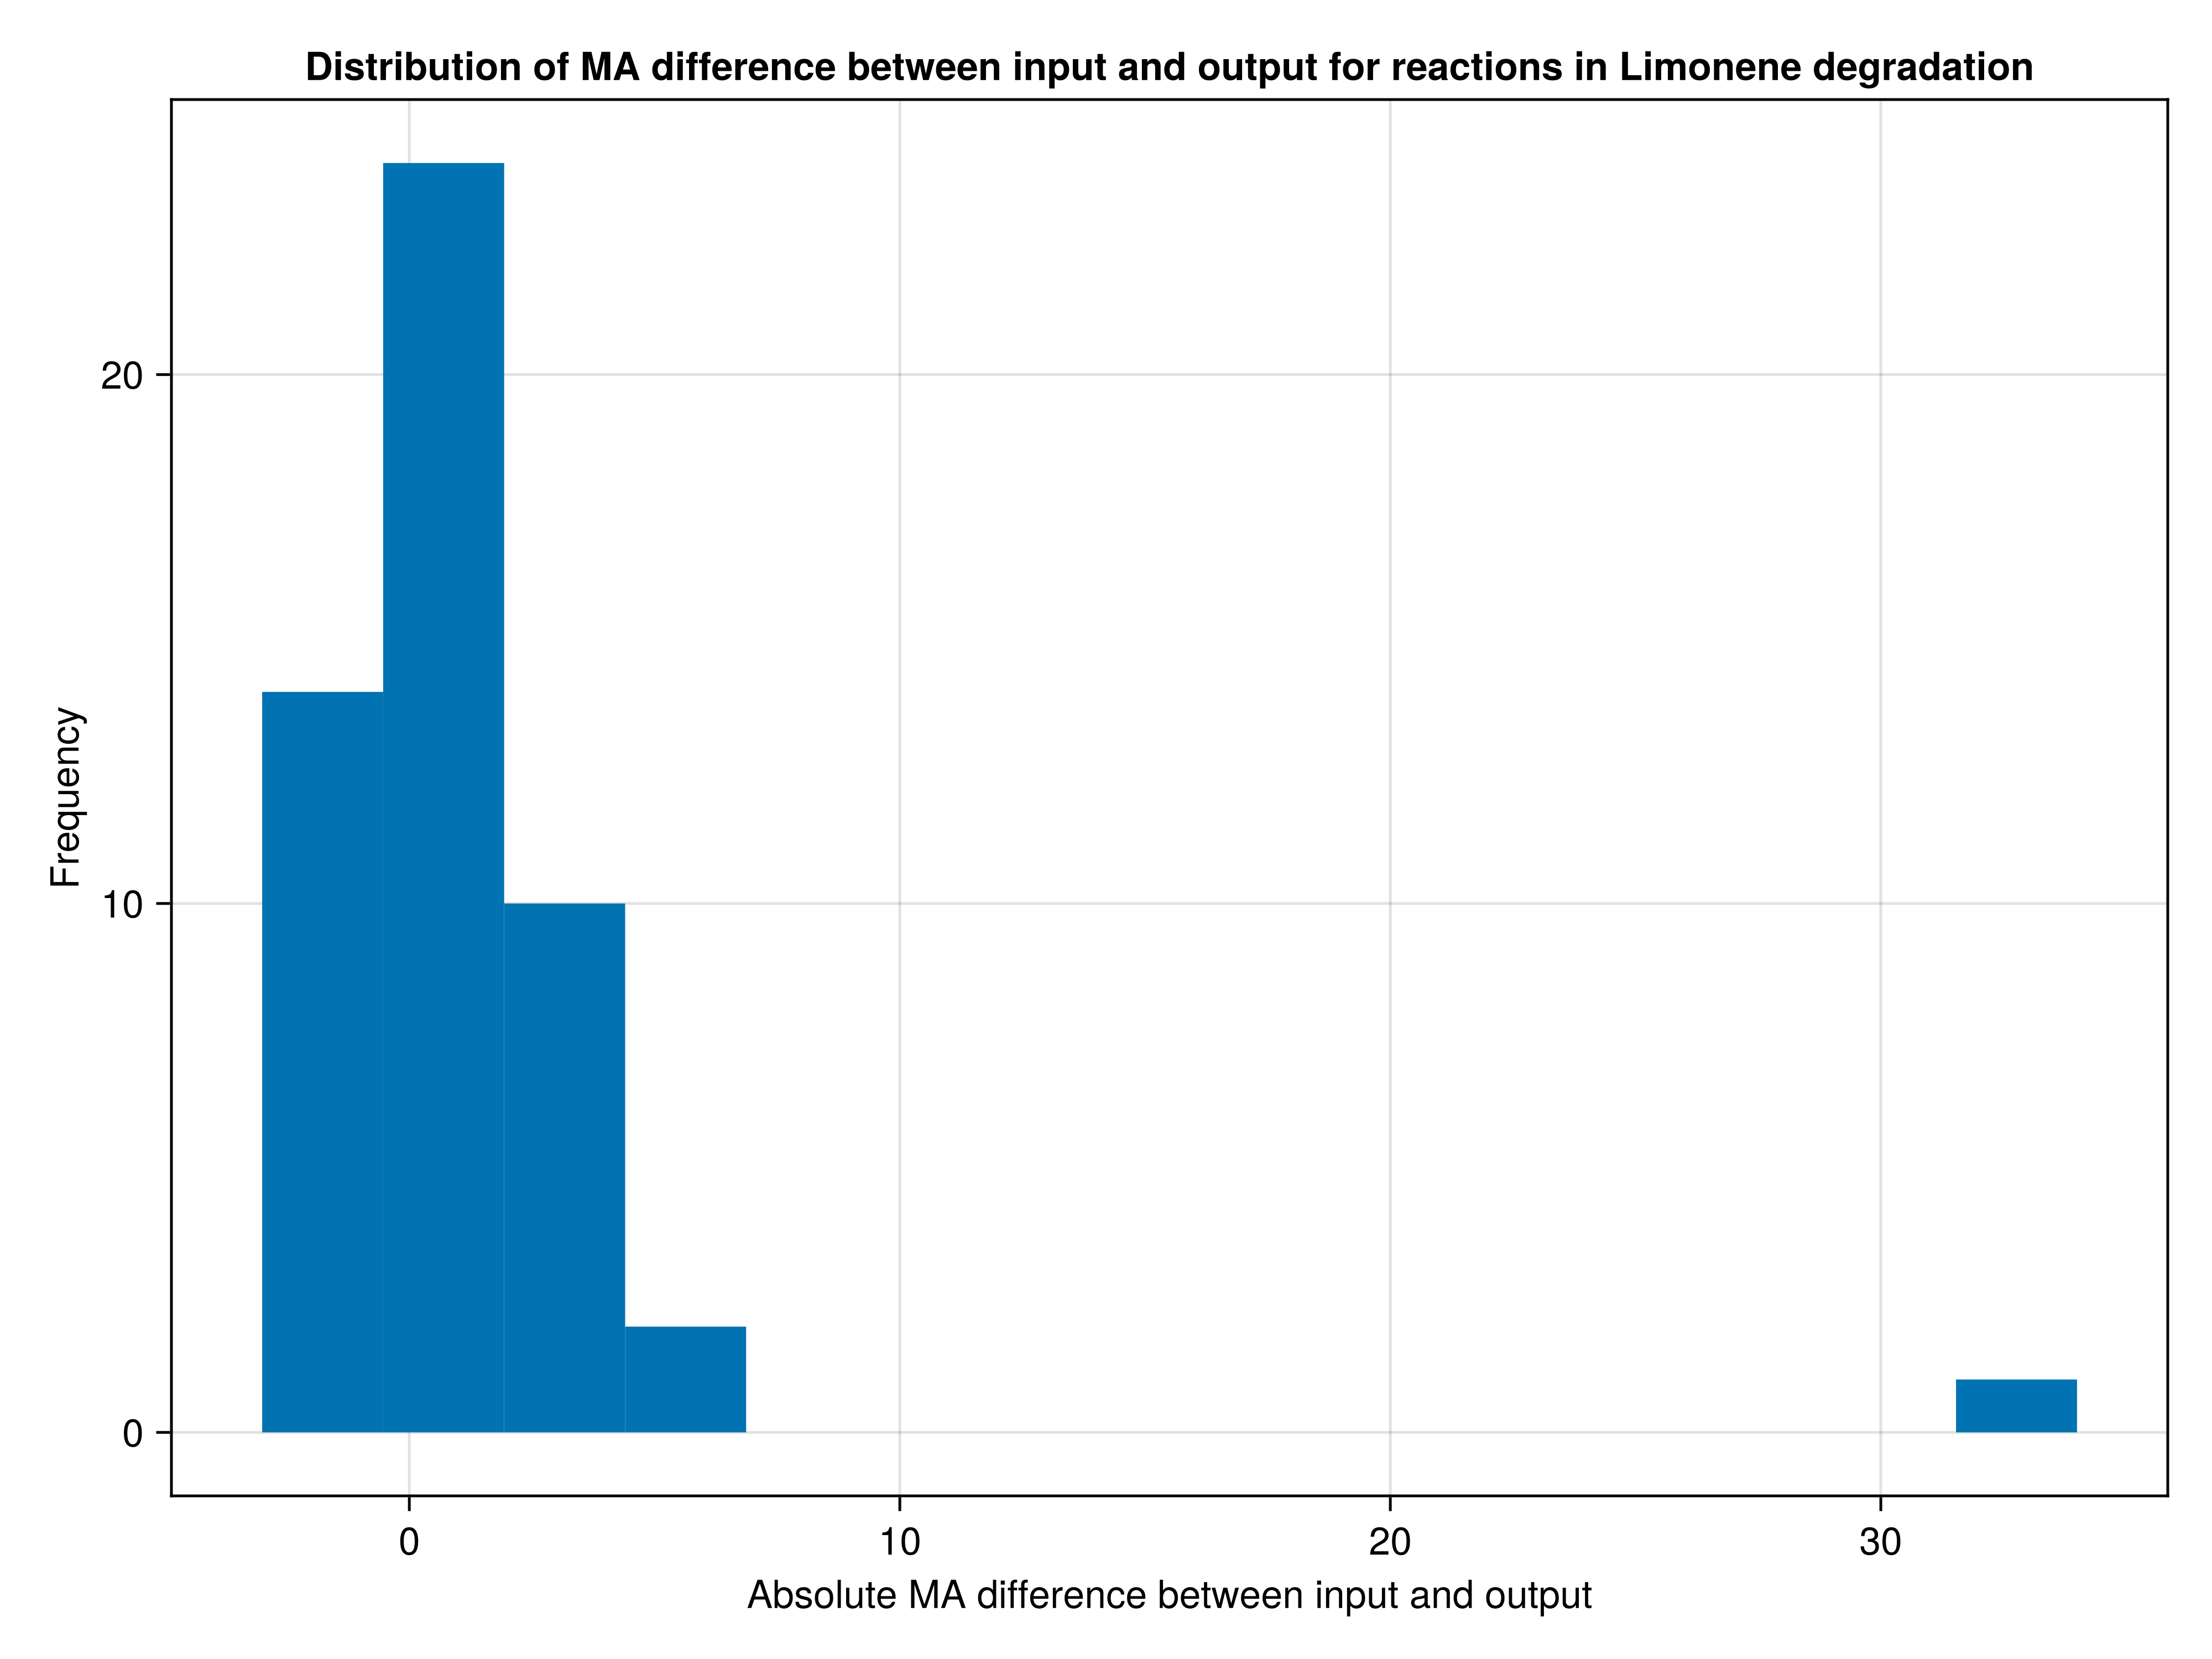 Distribution of MA difference between input and output for reactions in Limonene degradation
Frequency
20
10
0
0 10 20 30
Absolute MA difference between input and output